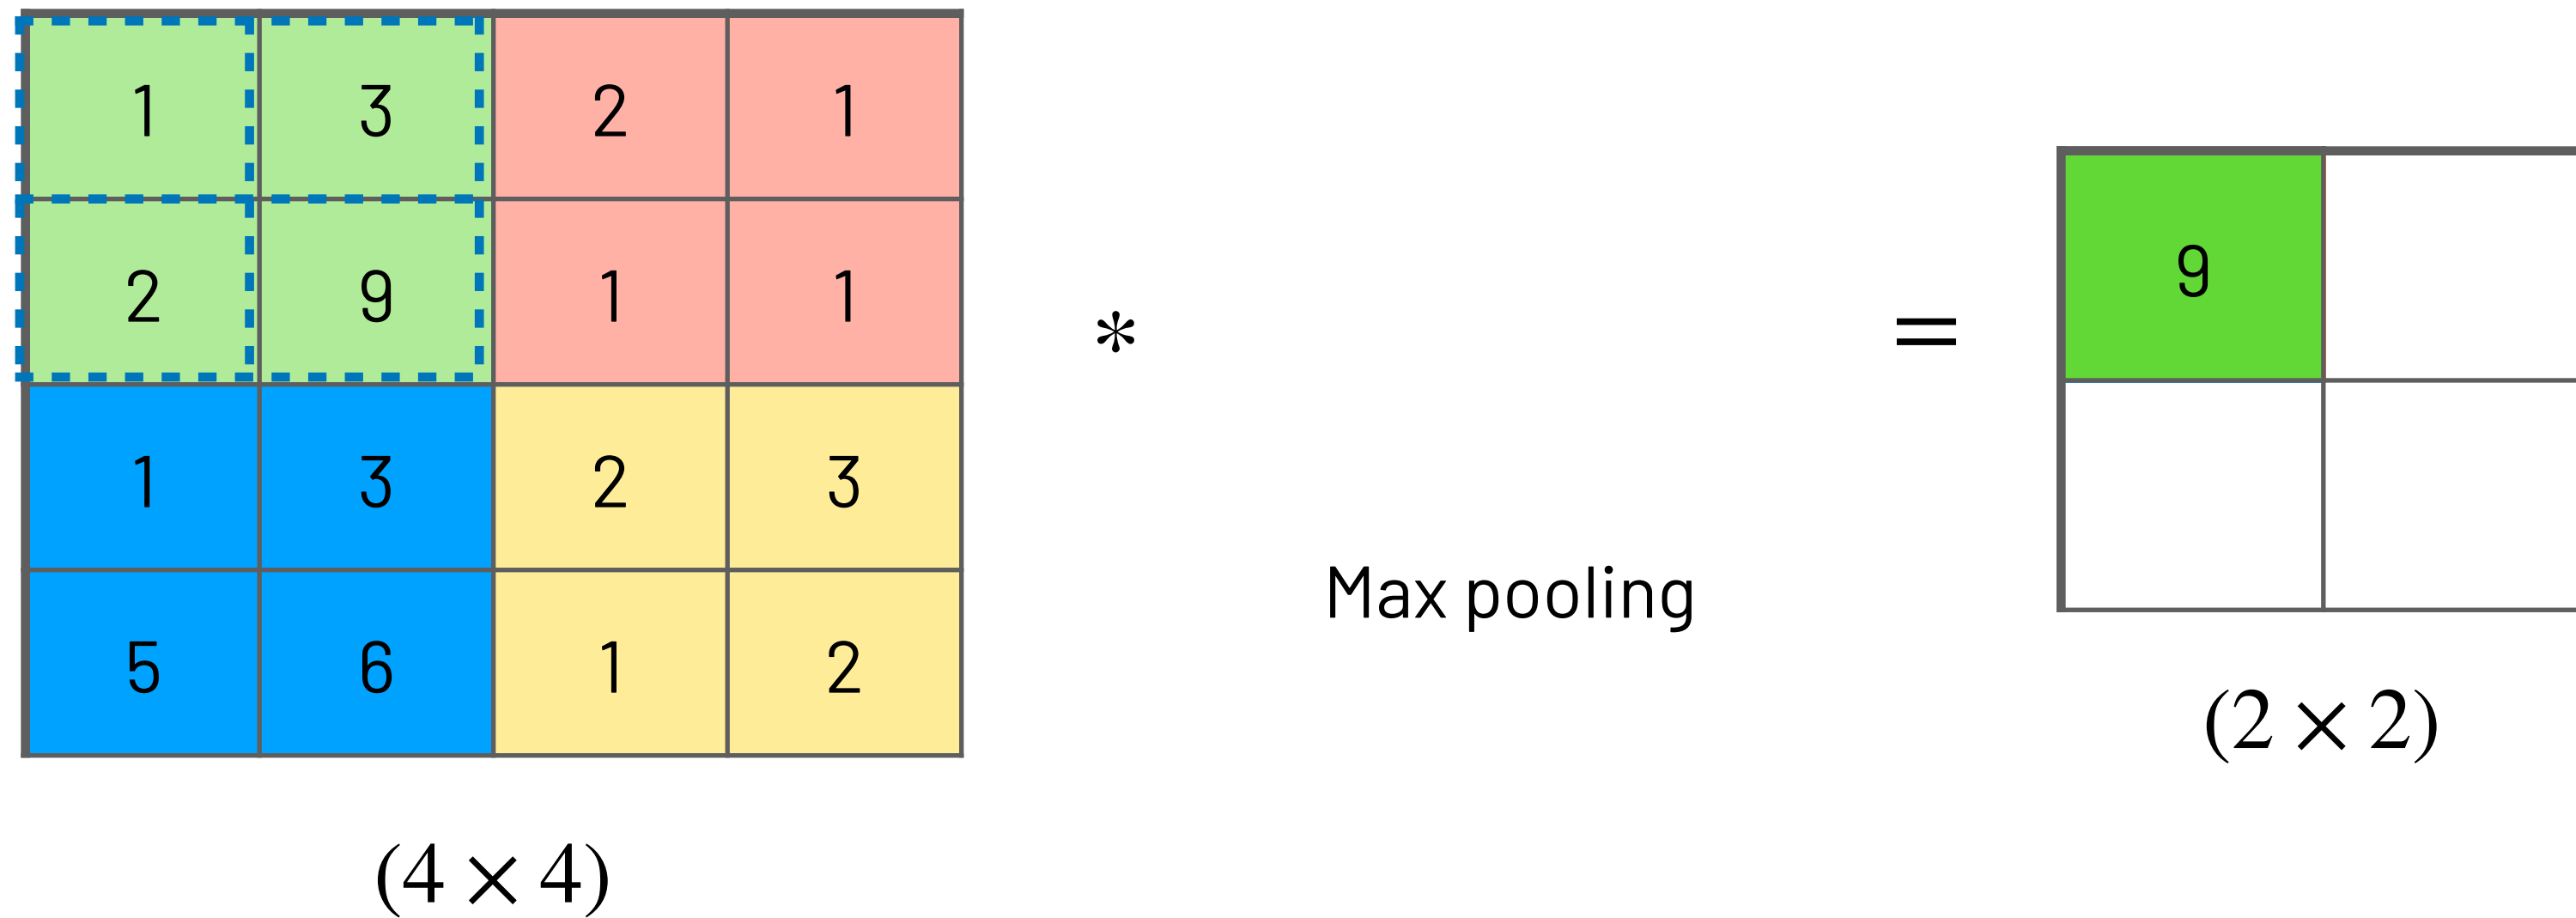 1 3 2 1
2 9 1 1
1 3 2 3
5 6 1 2
(4 × 4)
*
Max pooling
=
9
(2 × 2)